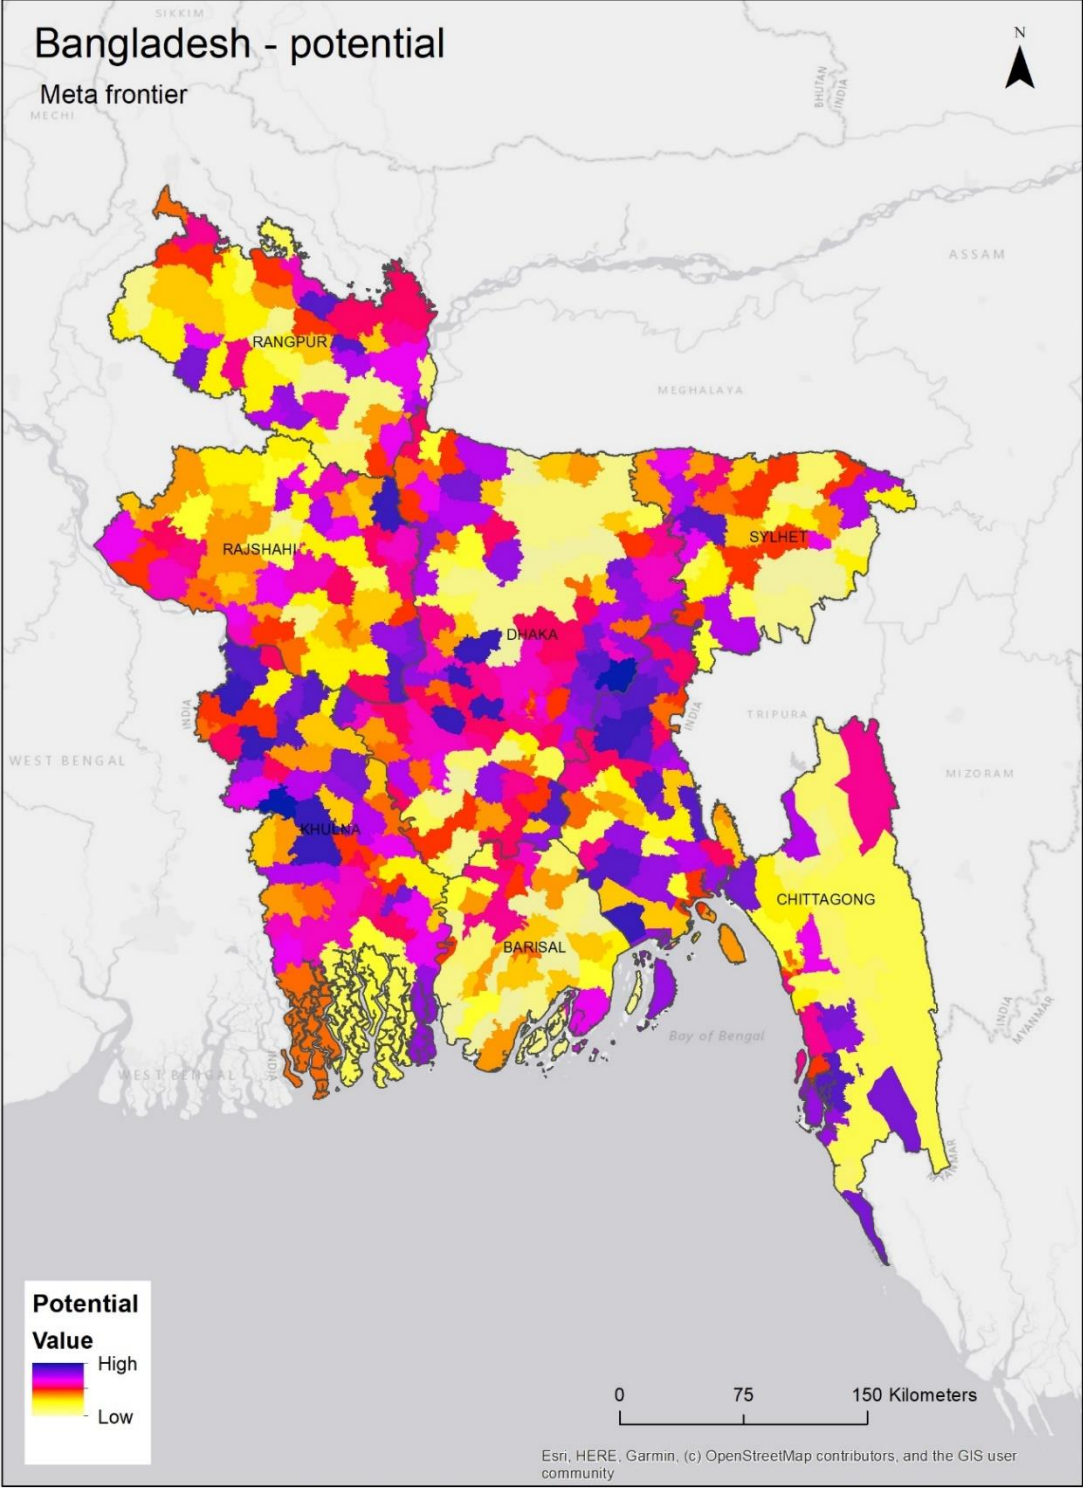 SIKKIM
Bangladesh - potential
N
Meta frontier
BHUTAN
INDIA
MECHI
ASSAM
RANGPUR
MEGHALAYA
RAJSHAHI
SYLHET
DHAKA
INDIA
INDIA
TRIPURA
WEST BENGAL
MIZORAM
KHULNA
CHITTAGONG
BARISAL
INDIA
MYANMAR
Bay of Bengal
INDIA
WEST BENGAL
Potential
Value
High
Low
0 75 150 Kilometers
Esri, HERE, Garmin, (c) OpenStreetMap contributors, and the GIS user
community